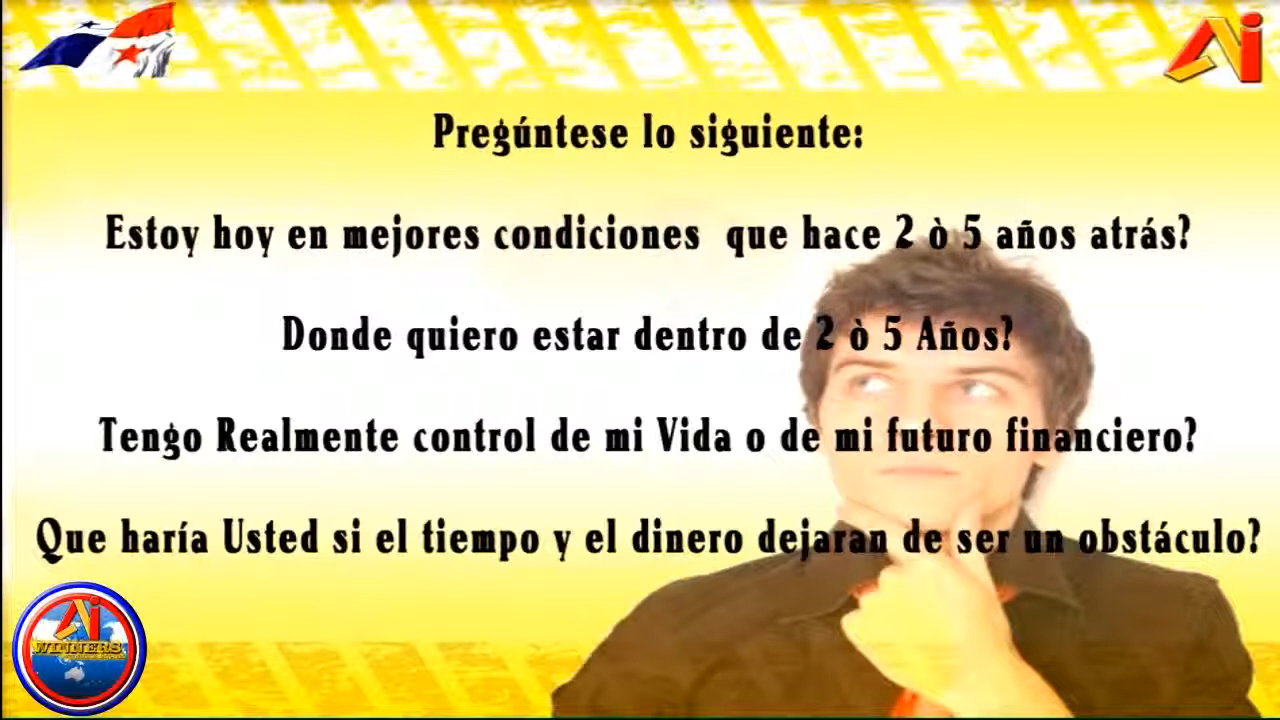 Ai
Pregúntese lo siguiente:
Estoy hoy en mejores condiciones que hace 2 ò 5 años atrás?
Donde quiero estar dentro de 2 ò 5 Años?
Tengo Realmente control de mi Vida o de mi futuro financiero?
Que haría Usted si el tiempo y el dinero dejaran de ser un obstáculo?
Ai
WINNERS